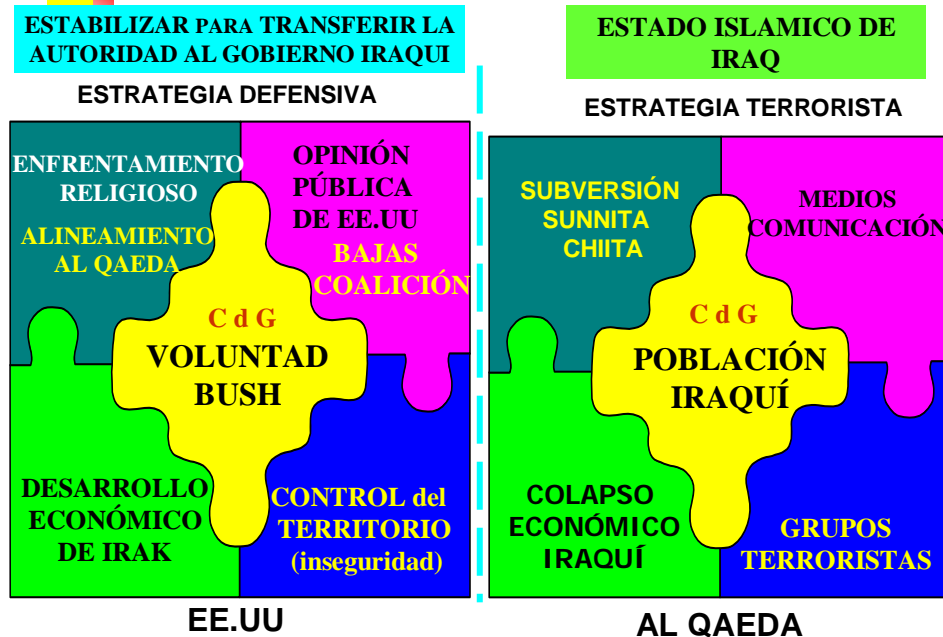 ESTABILIZAR PARA TRANSFERIR LA
AUTORIDAD AL GOBIERNO IRAQUI
ESTRATEGIA DEFENSIVA
ENFRENTAMIENTO
RELIGIOSO
ALINEAMIENTO
AL QAEDA
OPINIÓN
PÚBLICA
DE EE.UU
BAJAS
COALICIÓN
C d G
VOLUNTAD
BUSH
DESARROLLO
ECONÓMICO
DE IRAK
CONTROL del
TERRITORIO
(inseguridad)
EE.UU
ESTADO ISLAMICO DE
IRAQ
ESTRATEGIA TERRORISTA
SUBVERSIÓN
SUNNITA
CHIITA
MEDIOS
COMUNICACIÓN
C d G
POBLACIÓN
IRAQUÍ
COLAPSO
ECONÓMICO
IRAQUÍ
GRUPOS
TERRORISTAS
AL QAEDA